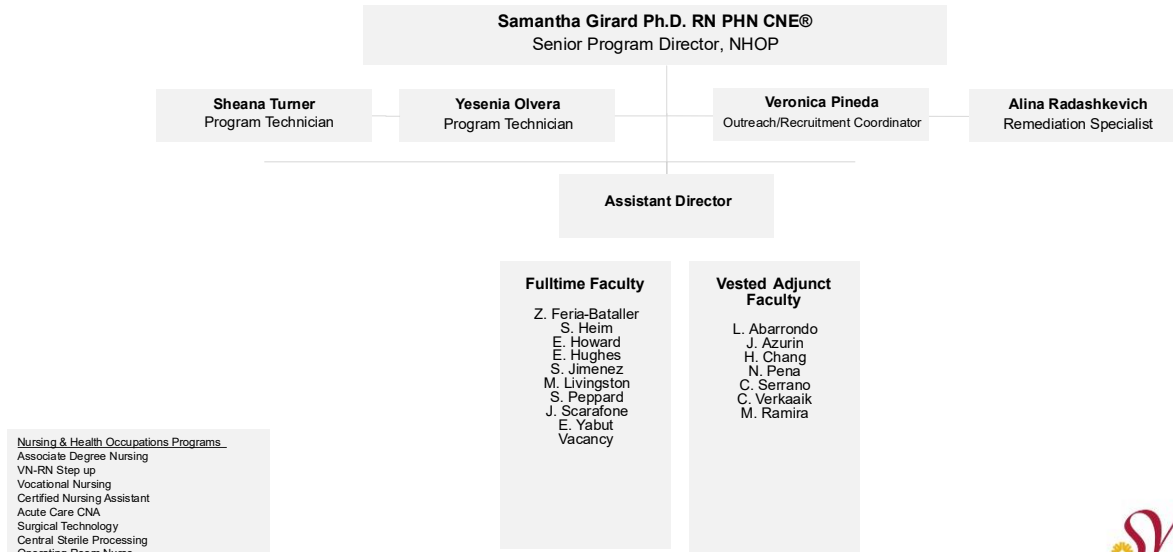 Samantha Girard Ph.D. RN PHN CNE®
Senior Program Director, NHOP
Sheana Turner
Program Technician
Yesenia Olvera
Program Technician
Veronica Pineda
Outreach/Recruitment Coordinator
Alina Radashkevich
Remediation Specialist
Assistant Director
Fulltime Faculty
Z. Feria-Bataller
S. Heim
E. Howard
E. Hughes
S. Jimenez
M. Livingston
S. Peppard
J. Scarafone
E. Yabut
Vacancy
Vested Adjunct
Faculty
L. Abarrondo
J. Azurin
H. Chang
N. Pena
C. Serrano
C. Verkaaik
M. Ramira
Nursing & Health Occupations Programs
Associate Degree Nursing
VN-RN Step up
Vocational Nursing
Certified Nursing Assistant
Acute Care CNA
Surgical Technology
Central Sterile Processing
Operating Room Nurse